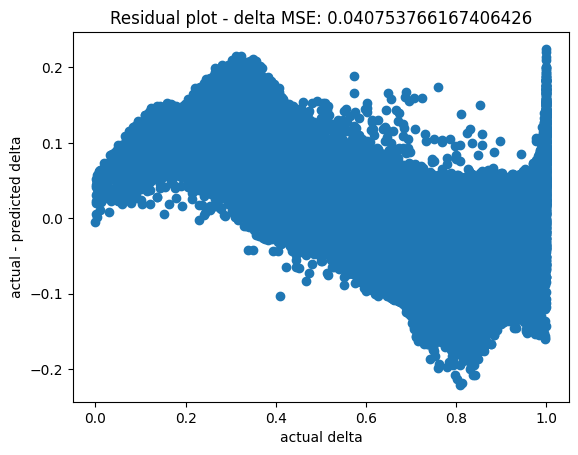 Residual plot - delta MSE: 0.040753766167406426
0.2
0.1
0.0
−0.1
−0.2
actual - predicted delta
0.0 0.2 0.4 0.6 0.8 1.0
actual delta